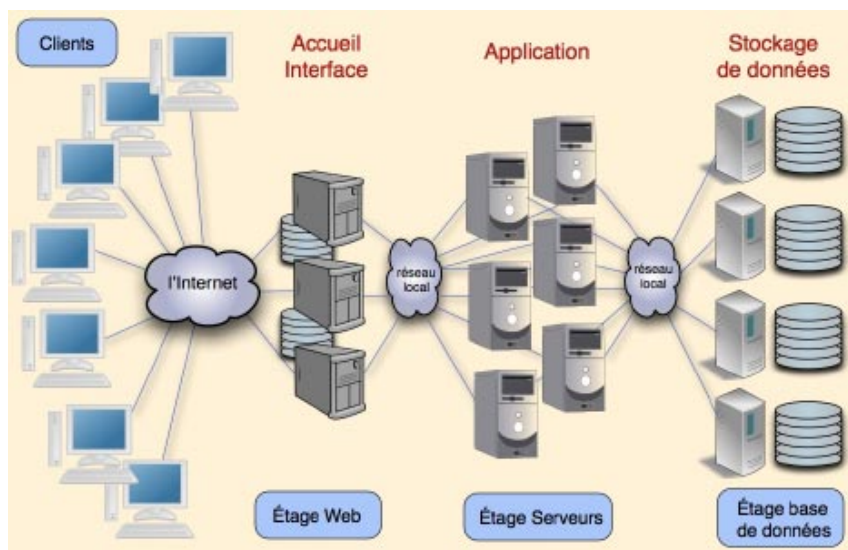 Clients
Accueil
Interface
Application
Stockage
de données
l'Internet
réseau
local
réseau
local
Étage Web
Étage Serveurs
Étage base
de données